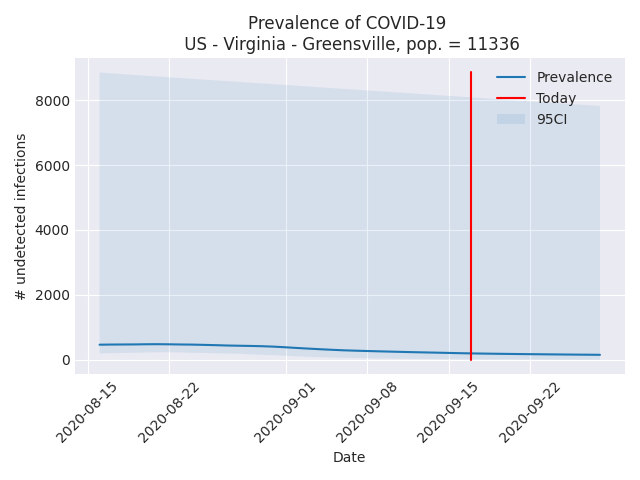 Prevalence of COVID-19
US - Virginia - Greensville, pop. = 11336
Prevalence
Today
95CI
# undetected infections
8000
6000
4000
2000
0
2020-08-15
2020-08-22
2020-09-01
2020-09-08
2020-09-15
2020-09-22
Date